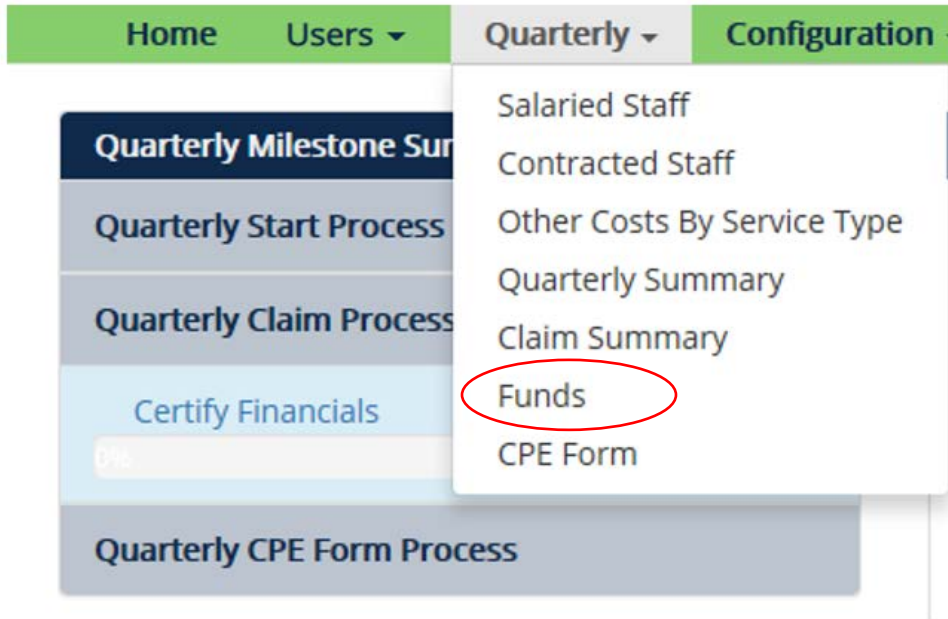 Home Users Quarterly Configuration
Salaried Staff
Contracted Staff
Other Costs By Service Type
Quarterly Summary
Claim Summary
Funds
CPE Form
Quarterly Milestone
Quarterly Start Process
Quarterly Claim Process
Certify Financials
0%
Quarterly CPE Form Process